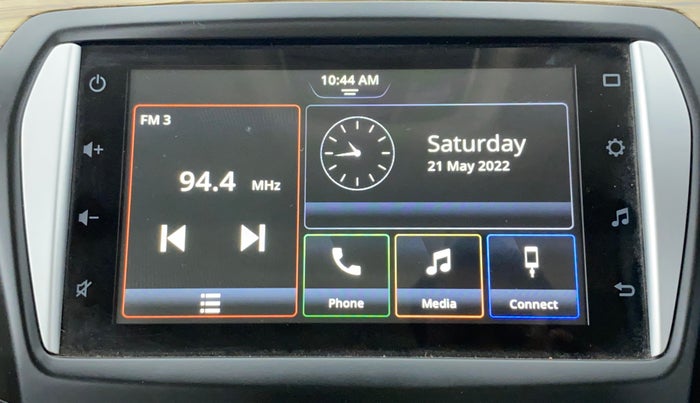 10:44 AM
FM 3
94.4 MHz
Saturday
21 May 2022
Phone
Media
Connect